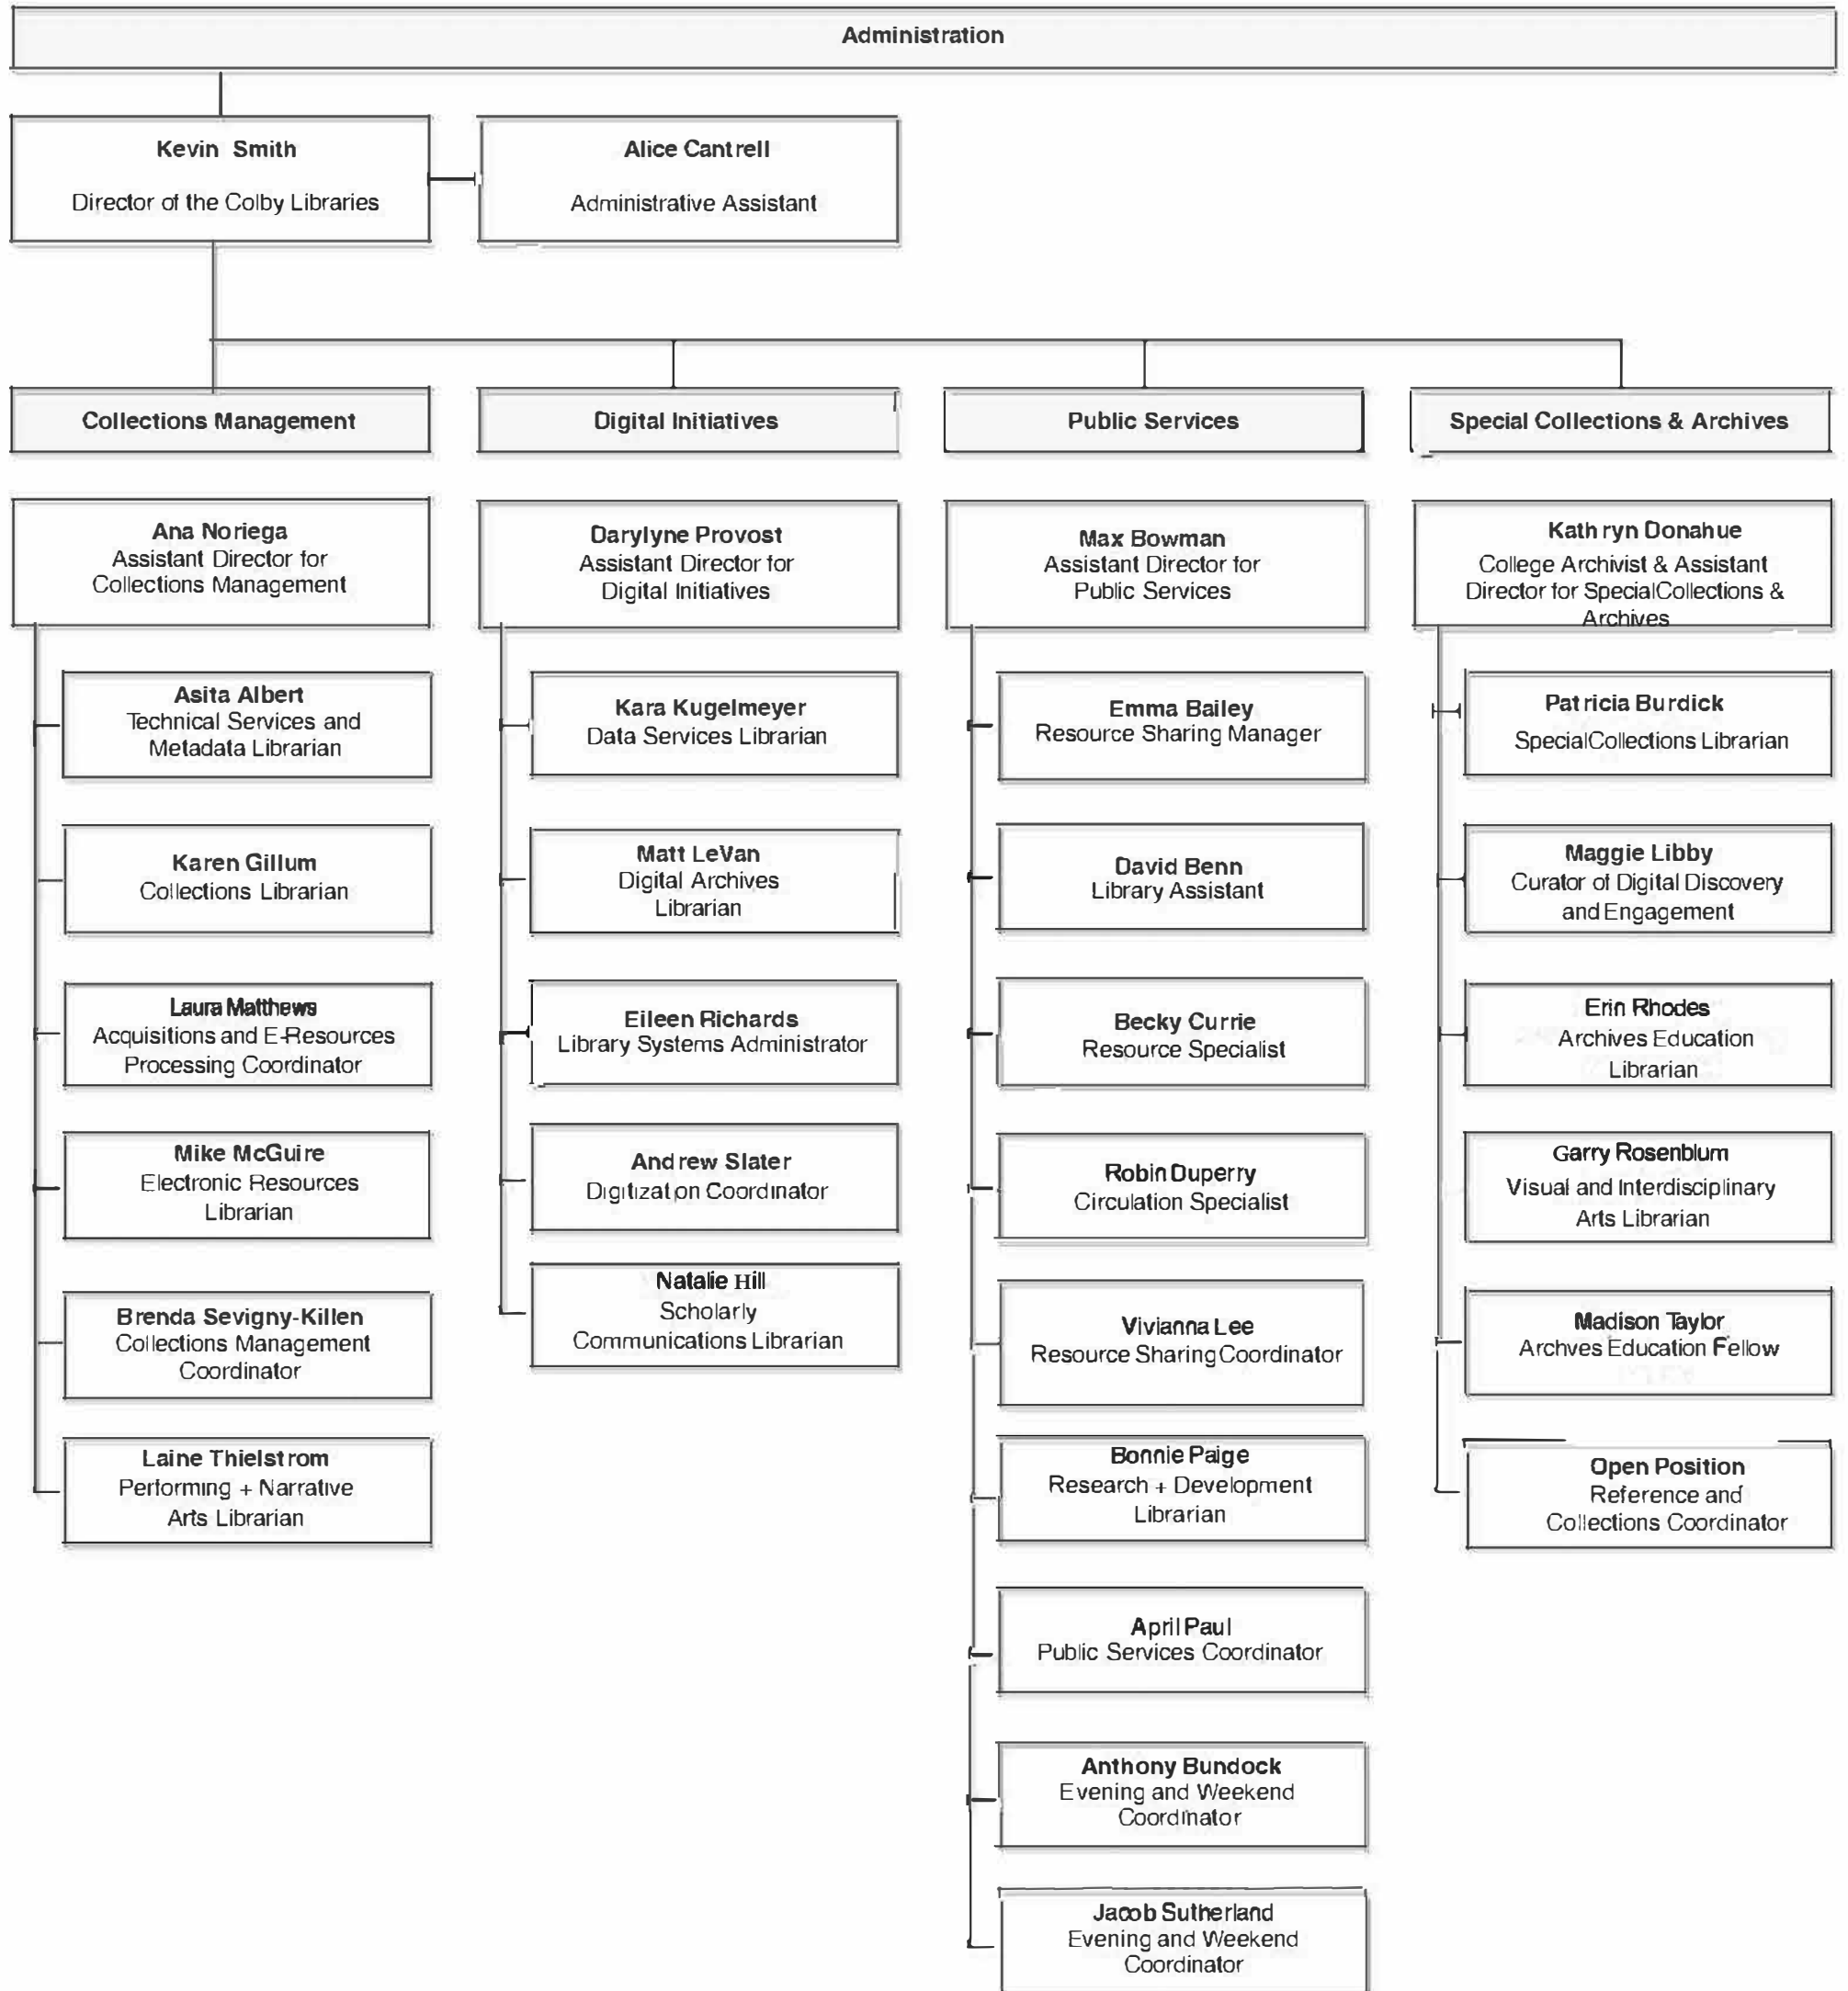 Administration
Kevin Smith
Director of the Colby Libraries
Alice Cantrell
Administrative Assistant
Collections Management
Digital Initiatives
Public Services
Special Collections & Archives
Ana Noriega
Assistant Director for
Collections Management
Asita Albert
Technical Services and
Metadata Librarian
Karen Gillum
Collections Librarian
Laura Matthews
Acquisitions and E-Resources
Processing Coordinator
Mike McGuire
Electronic Resources
Librarian
Brenda Sevigny-Killen
Collections Management
Coordinator
Laine Thielstrom
Performing + Narrative
Arts Librarian
Darylyne Provost
Assistant Director for
Digital Initiatives
Kara Kugelmeyer
Data Services Librarian
Matt LeVan
Digital Archives
Librarian
Eileen Richards
Library Systems Administrator
Andrew Slater
Digitization Coordinator
Natalie Hill
Scholarly
Communications Librarian
Max Bowman
Assistant Director for
Public Services
Emma Bailey
Resource Sharing Manager
David Benn
Library Assistant
Becky Currie
Resource Specialist
Robin Duperry
Circulation Specialist
Vivianna Lee
Resource Sharing Coordinator
Bonnie Paige
Research + Development
Librarian
April Paul
Public Services Coordinator
Anthony Bundock
Evening and Weekend
Coordinator
Jacob Sutherland
Evening and Weekend
Coordinator
Kathryn Donahue
College Archivist & Assistant
Director for SpecialCollections &
Archives
Patricia Burdick
SpecialCollections Librarian
Maggie Libby
Curator of Digital Discovery
and Engagement
Erin Rhodes
Archives Education
Librarian
Garry Rosenblum
Visual and Interdisciplinary
Arts Librarian
Madison Taylor
Archves Education Fellow
Open Position
Reference and
Collections Coordinator